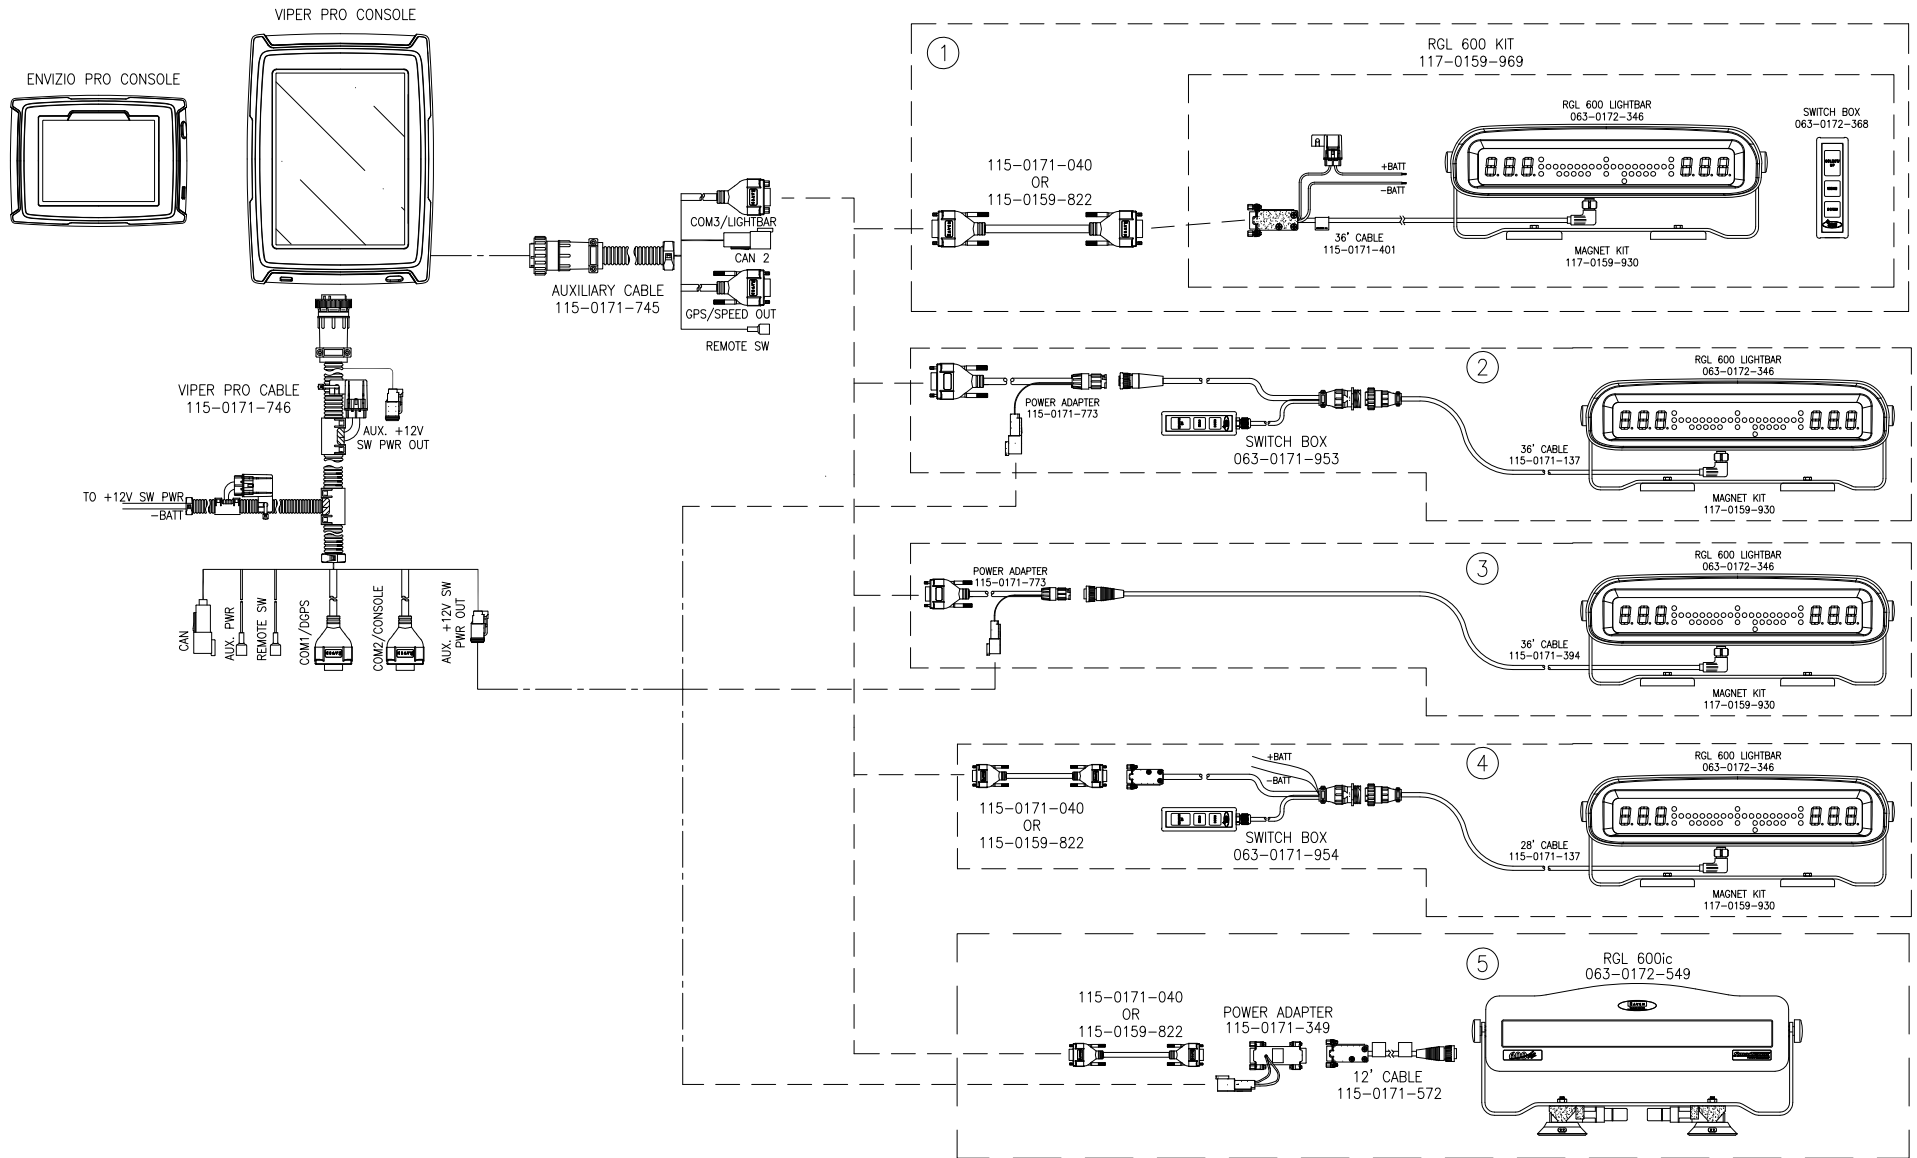 VIPER PRO CONSOLE
ENVIZIO PRO CONSOLE
COM3/LIGHTBAR
CAN 2
AUXILIARY CABLE
115-0171-745
GPS/SPEED OUT
REMOTE SW
VIPER PRO CABLE
115-0171-746
AUX. +12V
SW PWR OUT
TO +12V SW PWR
-BATT
CAN
AUX. PWR
REMOTE SW
COM1/DGPS
COM2/CONSOLE
AUX. +12V SW
PWR OUT
1
RGL 600 KIT
117-0159-969
115-0171-040
OR
115-0159-822
+BATT
-BATT
36' CABLE
115-0171-401
RGL 600 LIGHTBAR
063-0172-346
MAGNET KIT
117-0159-930
SWITCH BOX
063-0172-368
2
POWER ADAPTER
115-0171-773
SWITCH BOX
063-0171-953
36' CABLE
115-0171-137
RGL 600 LIGHTBAR
063-0172-346
MAGNET KIT
117-0159-930
3
POWER ADAPTER
115-0171-773
36' CABLE
115-0171-394
RGL 600 LIGHTBAR
063-0172-346
MAGNET KIT
117-0159-930
4
115-0171-040
OR
115-0159-822
+BATT
-BATT
SWITCH BOX
063-0171-954
28' CABLE
115-0171-137
RGL 600 LIGHTBAR
063-0172-346
MAGNET KIT
117-0159-930
5
115-0171-040
OR
115-0159-822
POWER ADAPTER
115-0171-349
12' CABLE
115-0171-572
RGL 600ic
063-0172-549